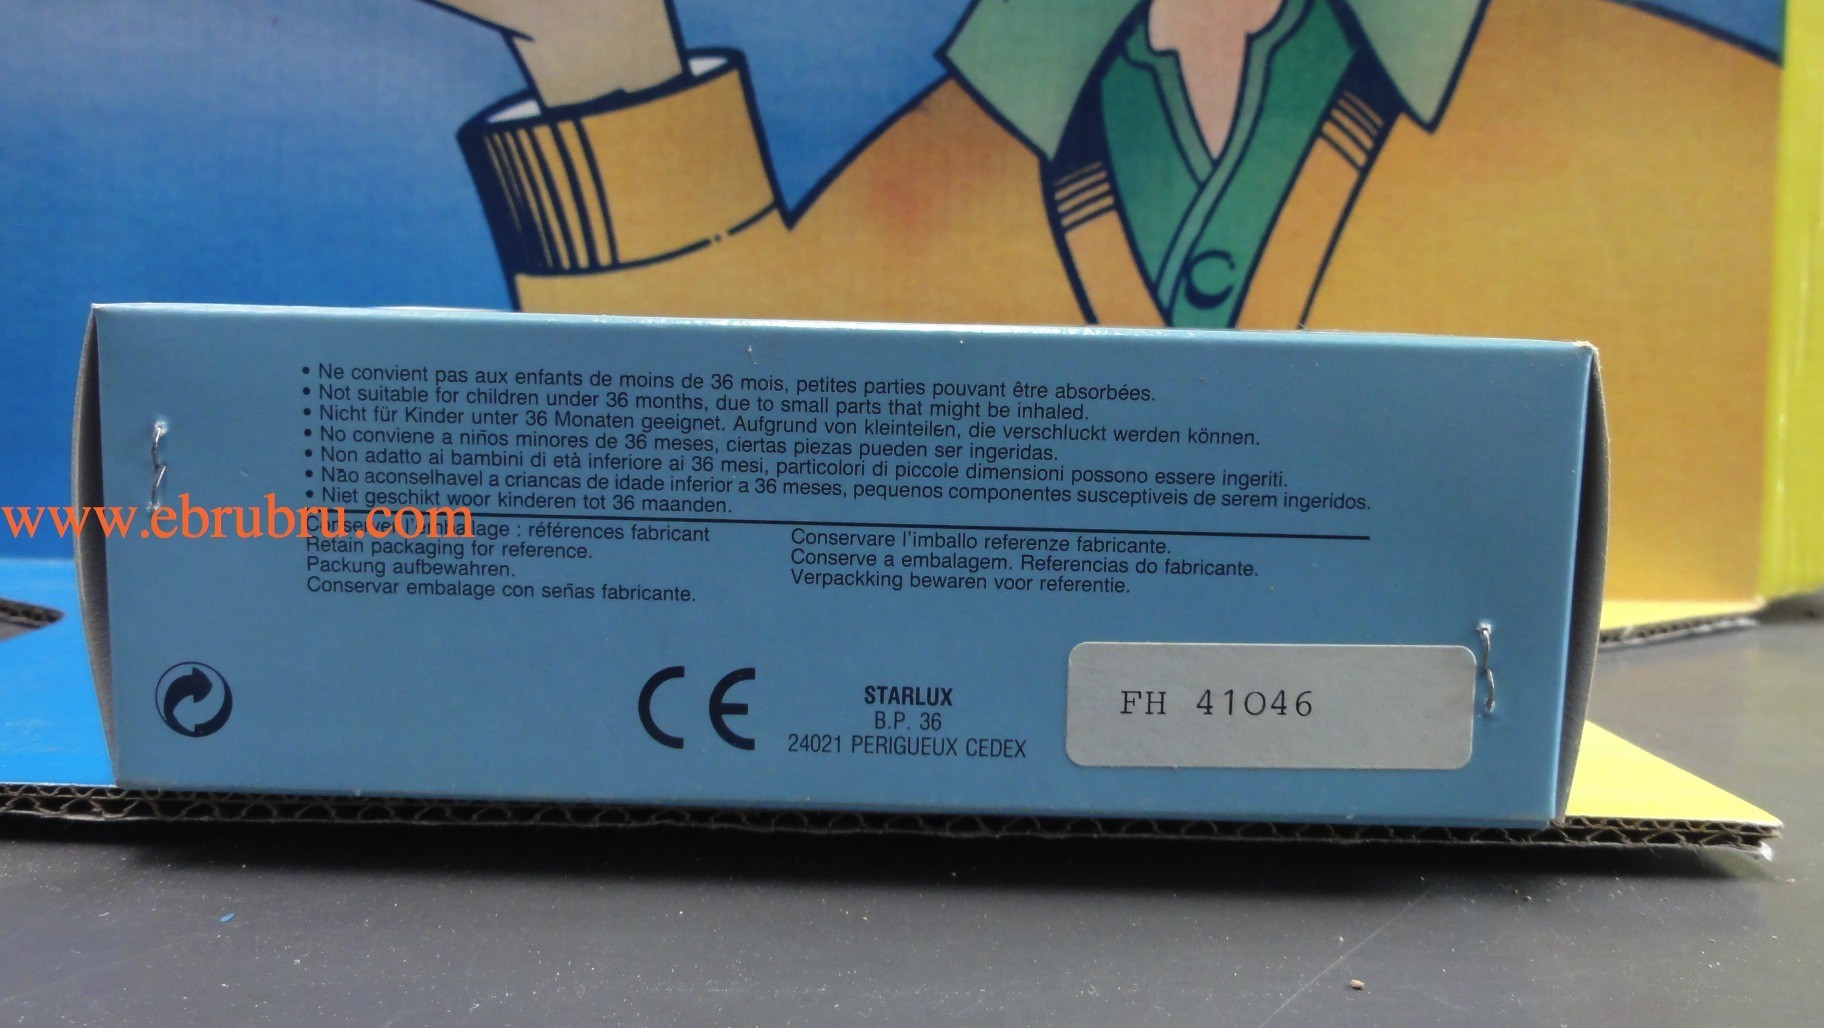 • Ne convient pas aux enfants de moins de 36 mois, petites parties pouvant être absorbées.
• Not suitable for children under 36 months, due to small parts that might be inhaled.
• Nicht für Kinder unter 36 Monaten geeignet. Aufgrund von kleinteilen, die verschluckt werden können.
• No conviene a niños minores de 36 meses, ciertas piezas pueden ser ingeridas.
• Non adatto ai bambini di età inferiore ai 36 mesi, particolori di piccole dimensioni possono essere ingeriti.
• Não aconselhavel a criancas de idade inferior a 36 meses, pequenos componentes susceptiveis de serem ingeridos.
• Niet geschikt woor kinderen tot 36 maanden.
www.ebrubru.com
Conserver l'emballage : références fabricant
Retain packaging for reference.
Packung aufbewahren.
Conservar embalage con señas fabricante.
Conservare l'imballo referenze fabricante.
Conserve a embalagem. Referencias do fabricante.
Verpackking bewaren voor referentie.
CE
STARLUX
B.P. 36
24021 PERIGUEUX CEDEX
FH 41046